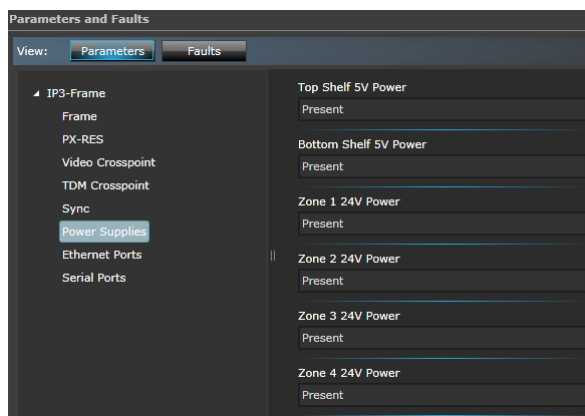 Parameters and Faults
View: Parameters Faults
IP3-Frame
Frame
PX-RES
Video Crosspoint
TDM Crosspoint
Sync
Power Supplies
Ethernet Ports
Serial Ports
Top Shelf 5V Power
Present
Bottom Shelf 5V Power
Present
Zone 1 24V Power
Present
Zone 2 24V Power
Present
Zone 3 24V Power
Present
Zone 4 24V Power
Present